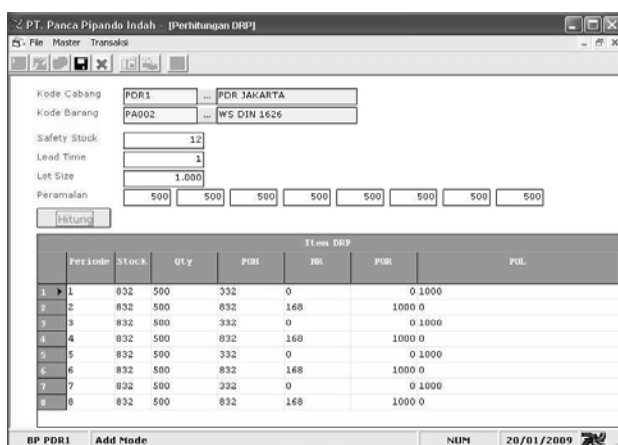 PT. Panca Pipando Indah - [Perhitungan DRP]
File Master Transaksi
Kode Cabang PDR1 ... PDR JAKARTA
Kode Barang PA002 ... WS DIN 1626
Safety Stock 12
Lead Time 1
Lot Size 1.000
Peramalan 500 500 500 500 500 500 500 500
Hitung
Item DRP
Periode Stock Qty POH NR POR POL
1 1 832 500 332 0 0 1000
2 2 832 500 832 168 1000 0
3 3 832 500 332 0 0 1000
4 4 832 500 832 168 1000 0
5 5 832 500 332 0 0 1000
6 6 832 500 832 168 1000 0
7 7 832 500 332 0 0 1000
8 8 832 500 832 168 1000 0
BP PDR1 Add Mode NUM 20/01/2009